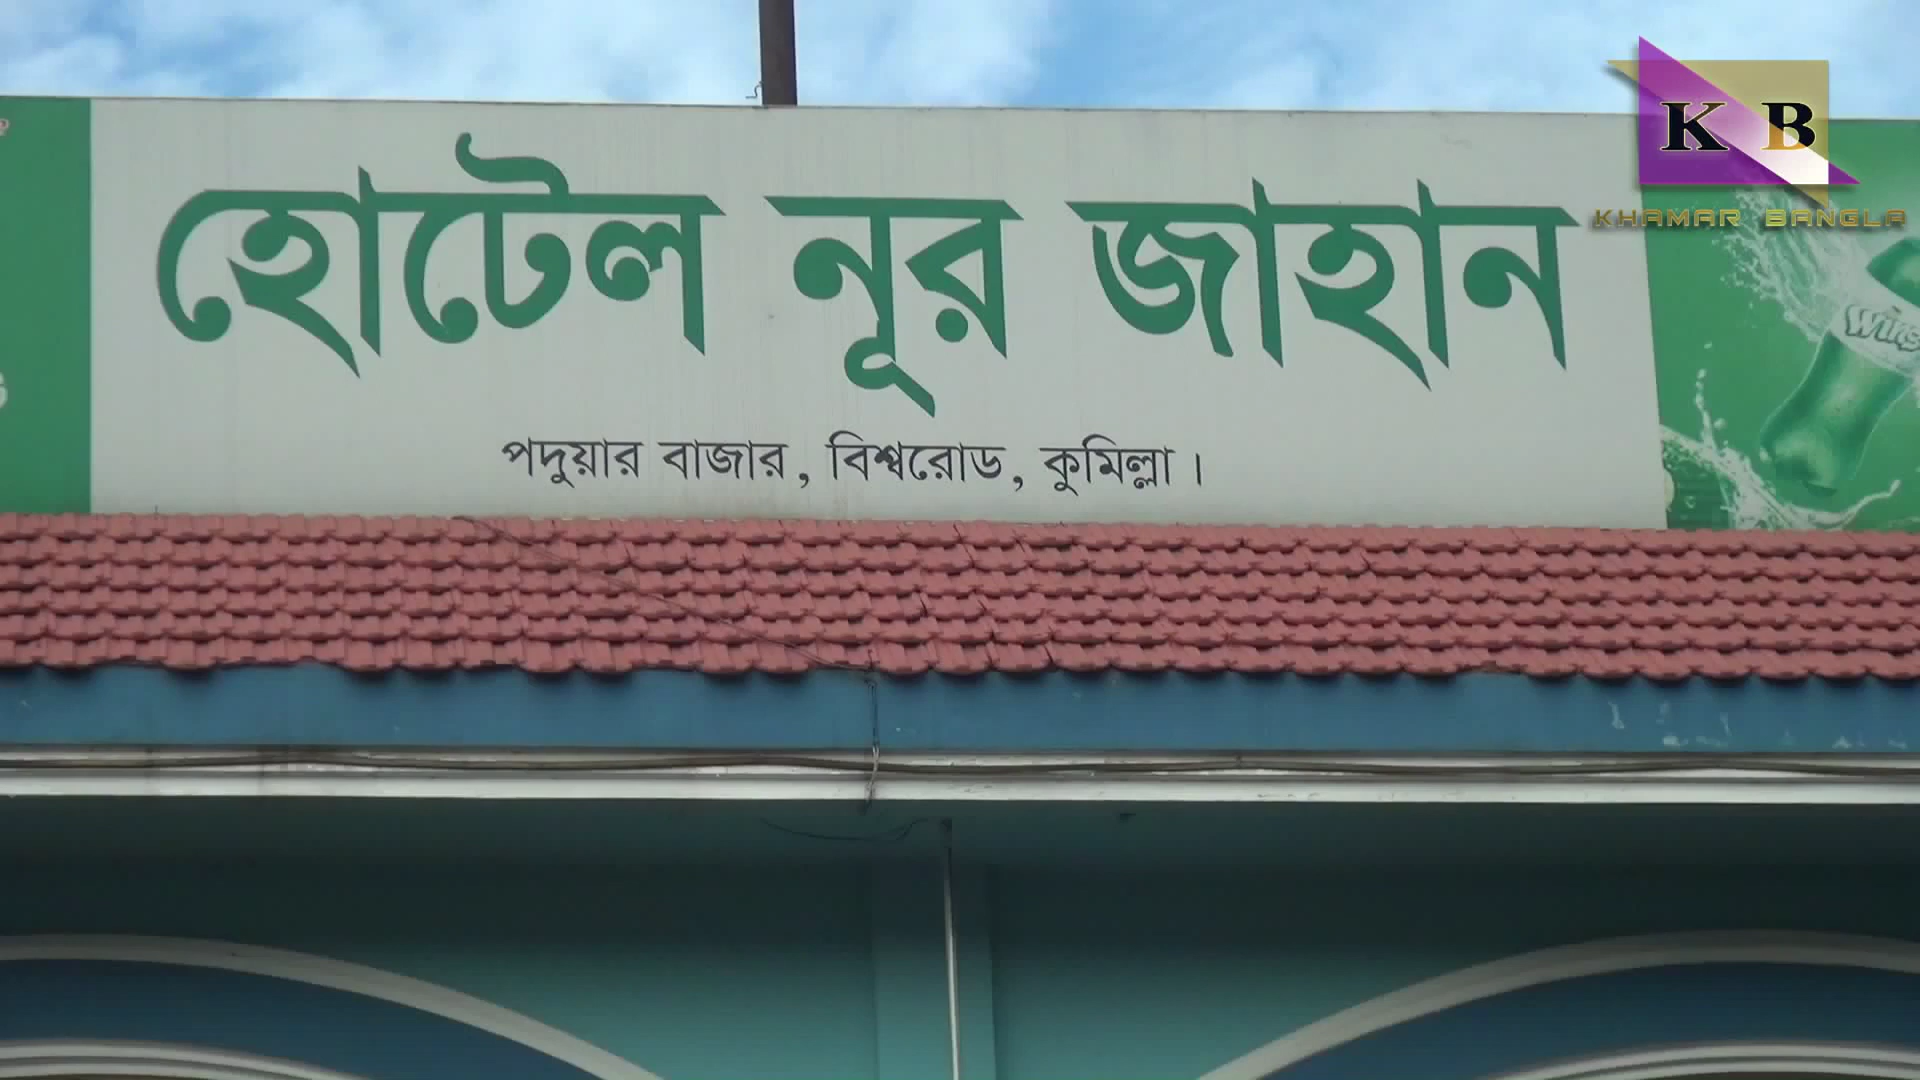 হোটেল নূর জাহান
পদুয়ার বাজার, বিশ্বরোড, কুমিল্লা।
K B
KHAMAR BANGLA